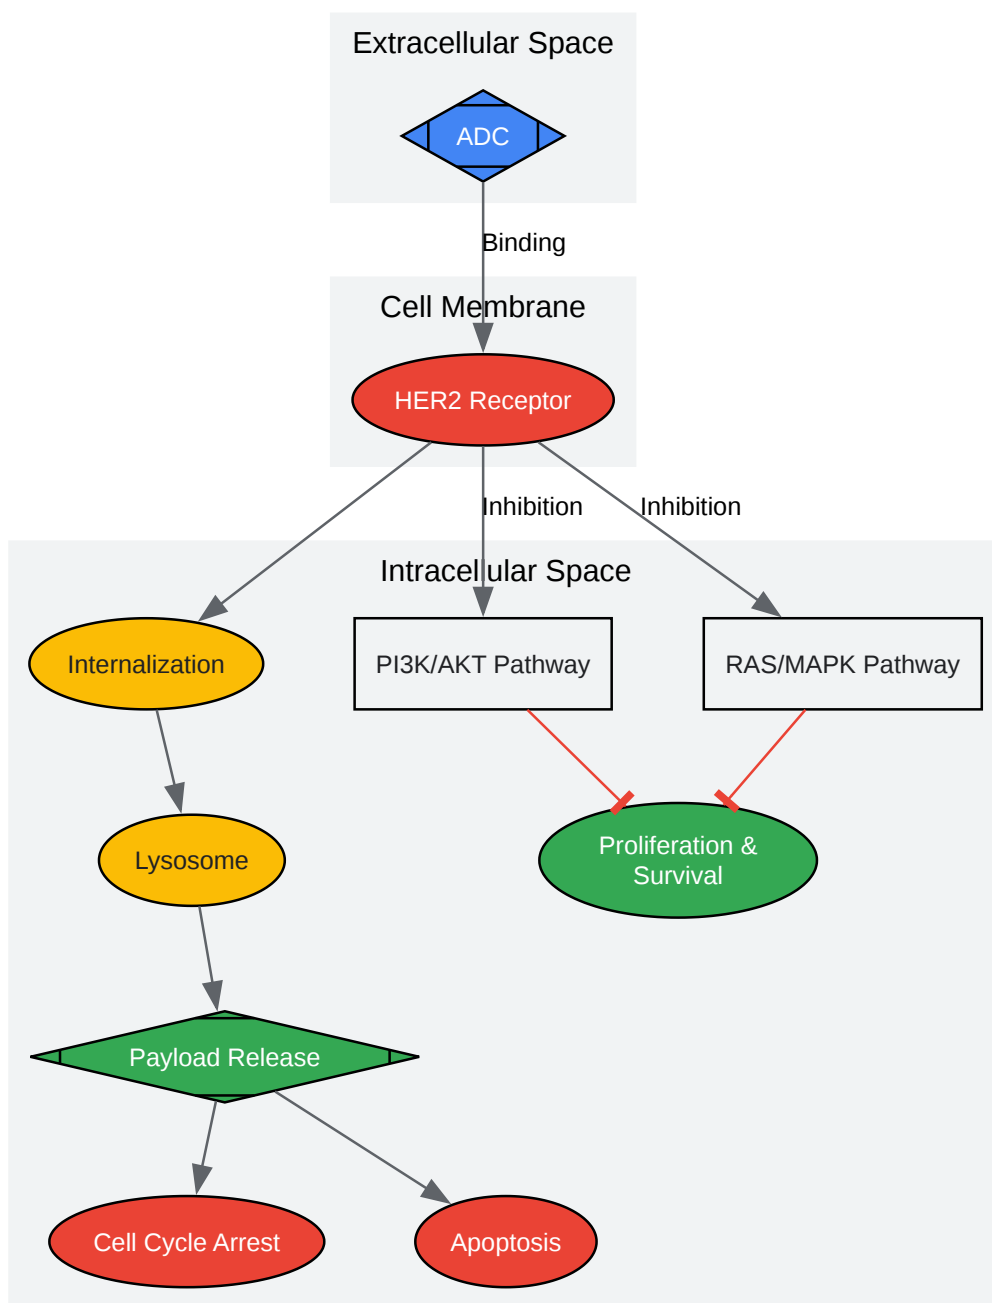 Extracellular Space
ADC
Binding
Cell Membrane
HER2 Receptor
Inhibition
Inhibition
Intracellular Space
Internalization
PI3K/AKT Pathway
RAS/MAPK Pathway
Lysosome
Proliferation &
Survival
Payload Release
Cell Cycle Arrest
Apoptosis